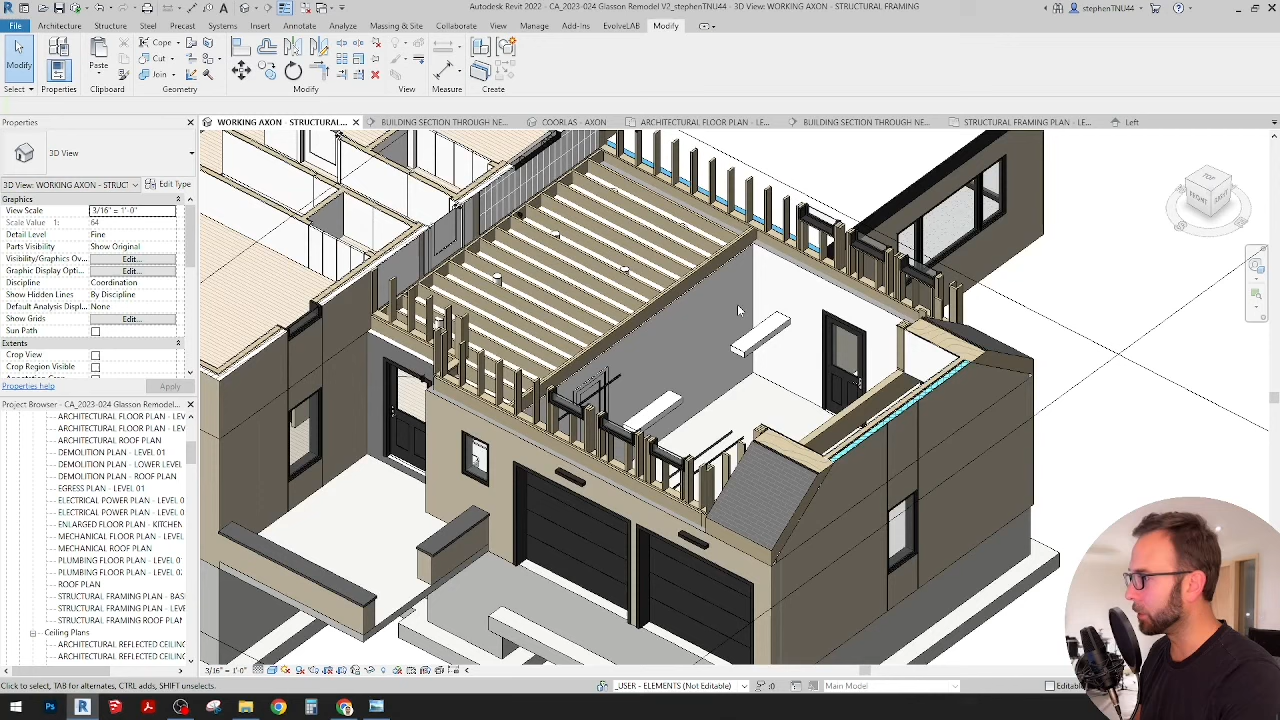 Autodesk Revit 2022 - CA_2023-024 Glasson Remodel V2_stephenTNU44 - 3D View: WORKING AXON - STRUCTURAL FRAMING
stephenTNU44
File Architecture Structure Steel Precast Systems Insert Annotate Analyze Massing & Site Collaborate View Manage Add-Ins EvolveLAB Modify
Cope
Cut
Join
Modify Paste
Select Properties Clipboard Geometry Modify View Measure Create
Properties
WORKING AXON - STRUCTURAL... BUILDING SECTION THROUGH NE... COORLAS - AXON ARCHITECTURAL FLOOR PLAN - LE... BUILDING SECTION THROUGH NE... STRUCTURAL FRAMING PLAN - LE... Left
3D View
3D View: WORKING AXON - STRUCT Edit Type
Graphics
View Scale 3/16" = 1'-0"
Scale Value 1: 64
Detail Level Fine
Parts Visibility Show Original
Visibility/Graphics Ov... Edit...
Graphic Display Opti... Edit...
Discipline Coordination
Show Hidden Lines By Discipline
Default Analysis Displ... None
Show Grids Edit...
Sun Path
Extents
Crop View
Crop Region Visible
Properties help Apply
Project Browser - CA_2023-024 Glasson Remodel...
ARCHITECTURAL FLOOR PLAN - LEV
ARCHITECTURAL FLOOR PLAN - LEV
ARCHITECTURAL ROOF PLAN
DEMOLITION PLAN - LEVEL 01
DEMOLITION PLAN - LOWER LEVEL
DEMOLITION PLAN - ROOF PLAN
EGRESS PLAN - LEVEL 01
ELECTRICAL POWER PLAN - LEVEL 0
ELECTRICAL POWER PLAN - LEVEL 0
ENLARGED FLOOR PLAN - KITCHEN
MECHANICAL FLOOR PLAN - LEVEL
MECHANICAL ROOF PLAN
PLUMBING FLOOR PLAN - LEVEL 0
PLUMBING FLOOR PLAN - LEVEL 0
ROOF PLAN
STRUCTURAL FRAMING PLAN - BAS
STRUCTURAL FRAMING PLAN - LEVE
STRUCTURAL FRAMING ROOF PLAN
Ceiling Plans
ARCHITECTURAL REFLECTED CEILING
ARCHITECTURAL REFLECTED CEILING
TOP
FRONT
3/16" = 1'-0"
Click to select, TAB for alternates, CTRL adds, SHIFT unselects.
_USER - ELEMENTS (Not Editable)
:0
Main Model
Editable